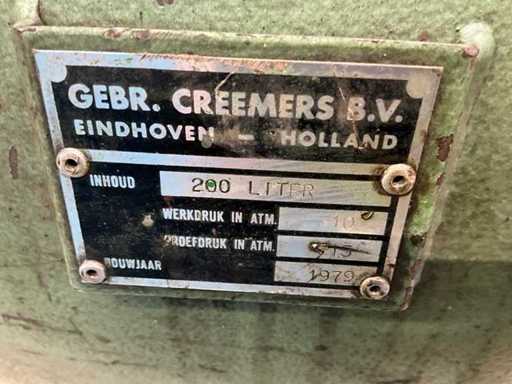 GEBR. CREEMERS B.V.
EINDHOVEN - HOLLAND
INHOUD 200 LITER
WERKDRUK IN ATM. 10
PROEFDRUK IN ATM. 15
BOUWJAAR 1979